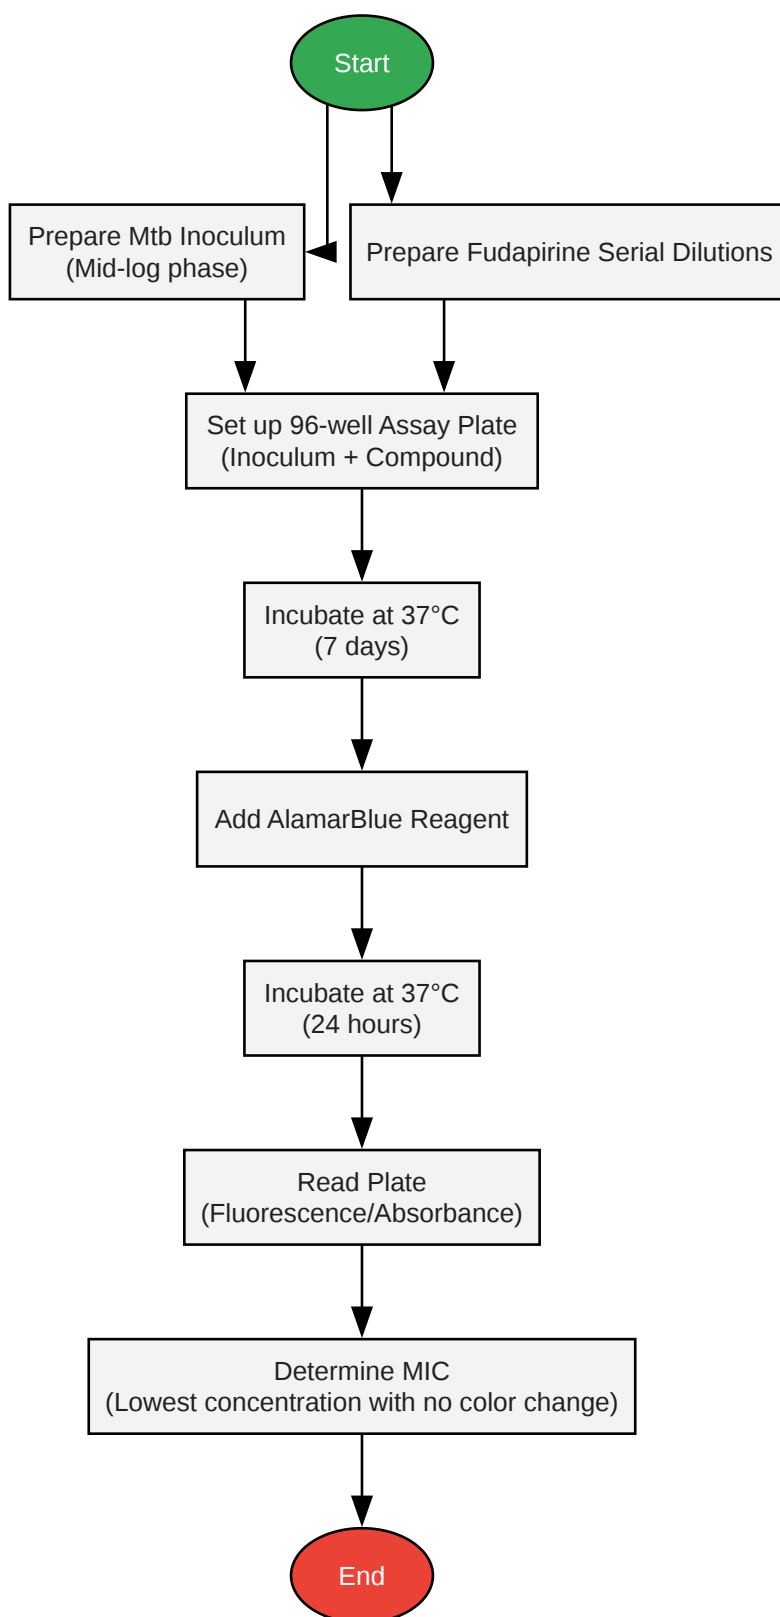 Start
Prepare Mtb Inoculum
(Mid-log phase)
Prepare Fudapirine Serial Dilutions
Set up 96-well Assay Plate
(Inoculum + Compound)
Incubate at 37°C
(7 days)
Add AlamarBlue Reagent
Incubate at 37°C
(24 hours)
Read Plate
(Fluorescence/Absorbance)
Determine MIC
(Lowest concentration with no color change)
End